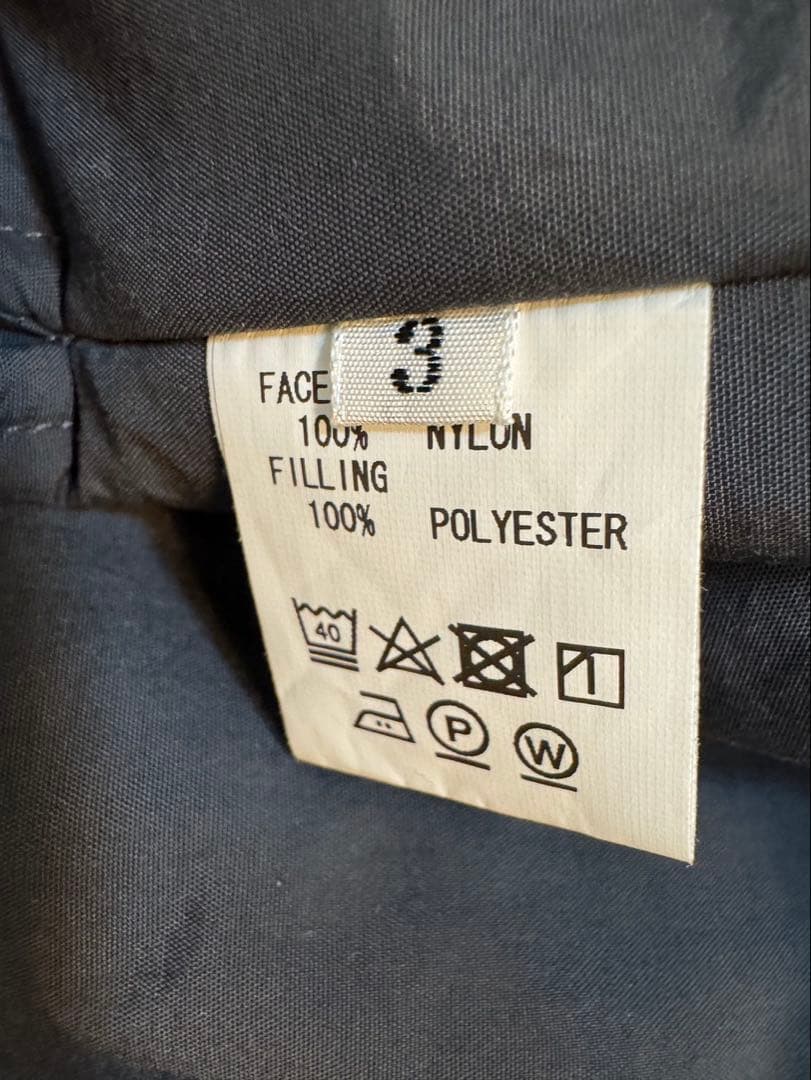 3
FACE
100% NYLON
FILLING
100% POLYESTER
40
P
W